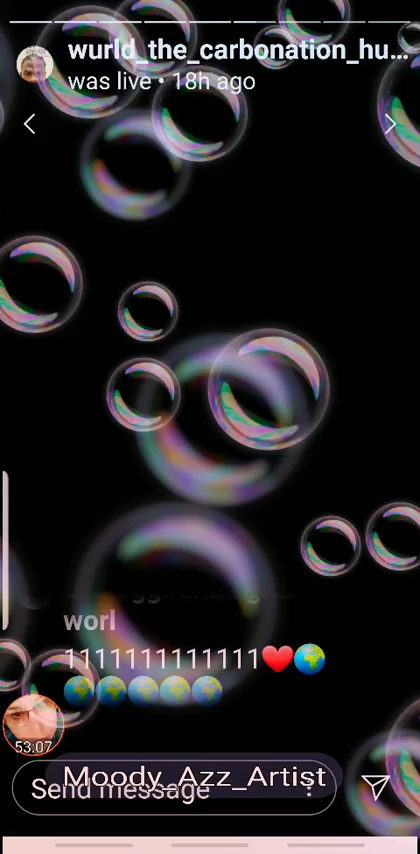 wurld_the_carbonation_hu...
was live • 18h ago
worl
1111111111111❤️🌍
🌍🌍🌍🌍🌍
53:07
Moody_Azz_Artist
Send message